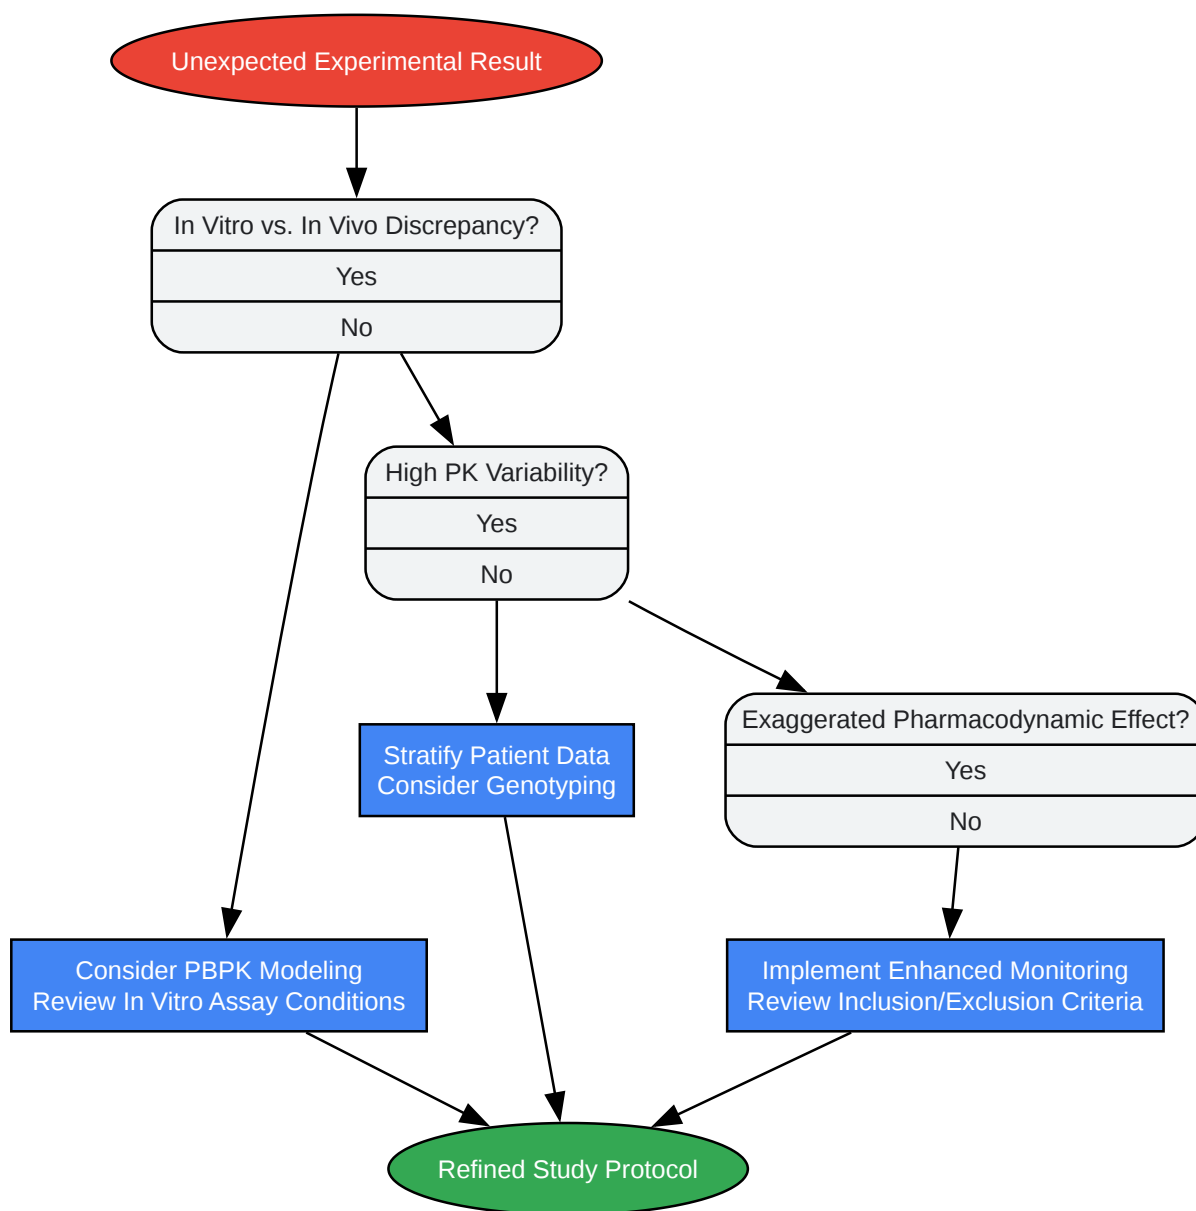 Unexpected Experimental Result
In Vitro vs. In Vivo Discrepancy?
Yes
No
High PK Variability?
Yes
No
Exaggerated Pharmacodynamic Effect?
Yes
No
Stratify Patient Data
Consider Genotyping
Consider PBPK Modeling
Review In Vitro Assay Conditions
Implement Enhanced Monitoring
Review Inclusion/Exclusion Criteria
Refined Study Protocol